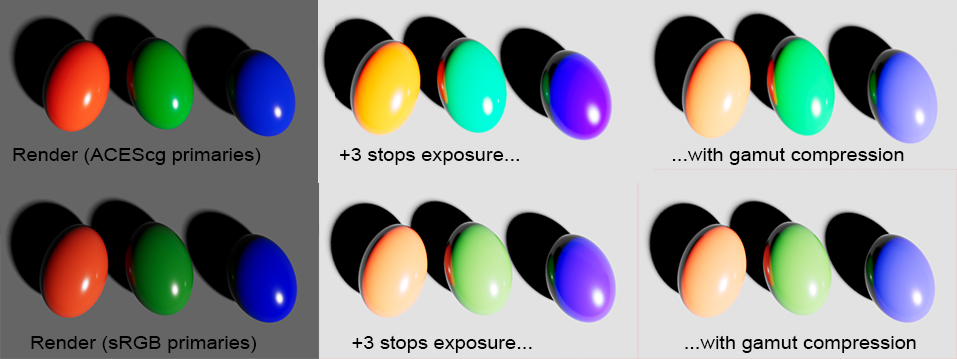 Render (ACEScg primaries)
+3 stops exposure...
...with gamut compression
Render (sRGB primaries)
+3 stops exposure...
...with gamut compression